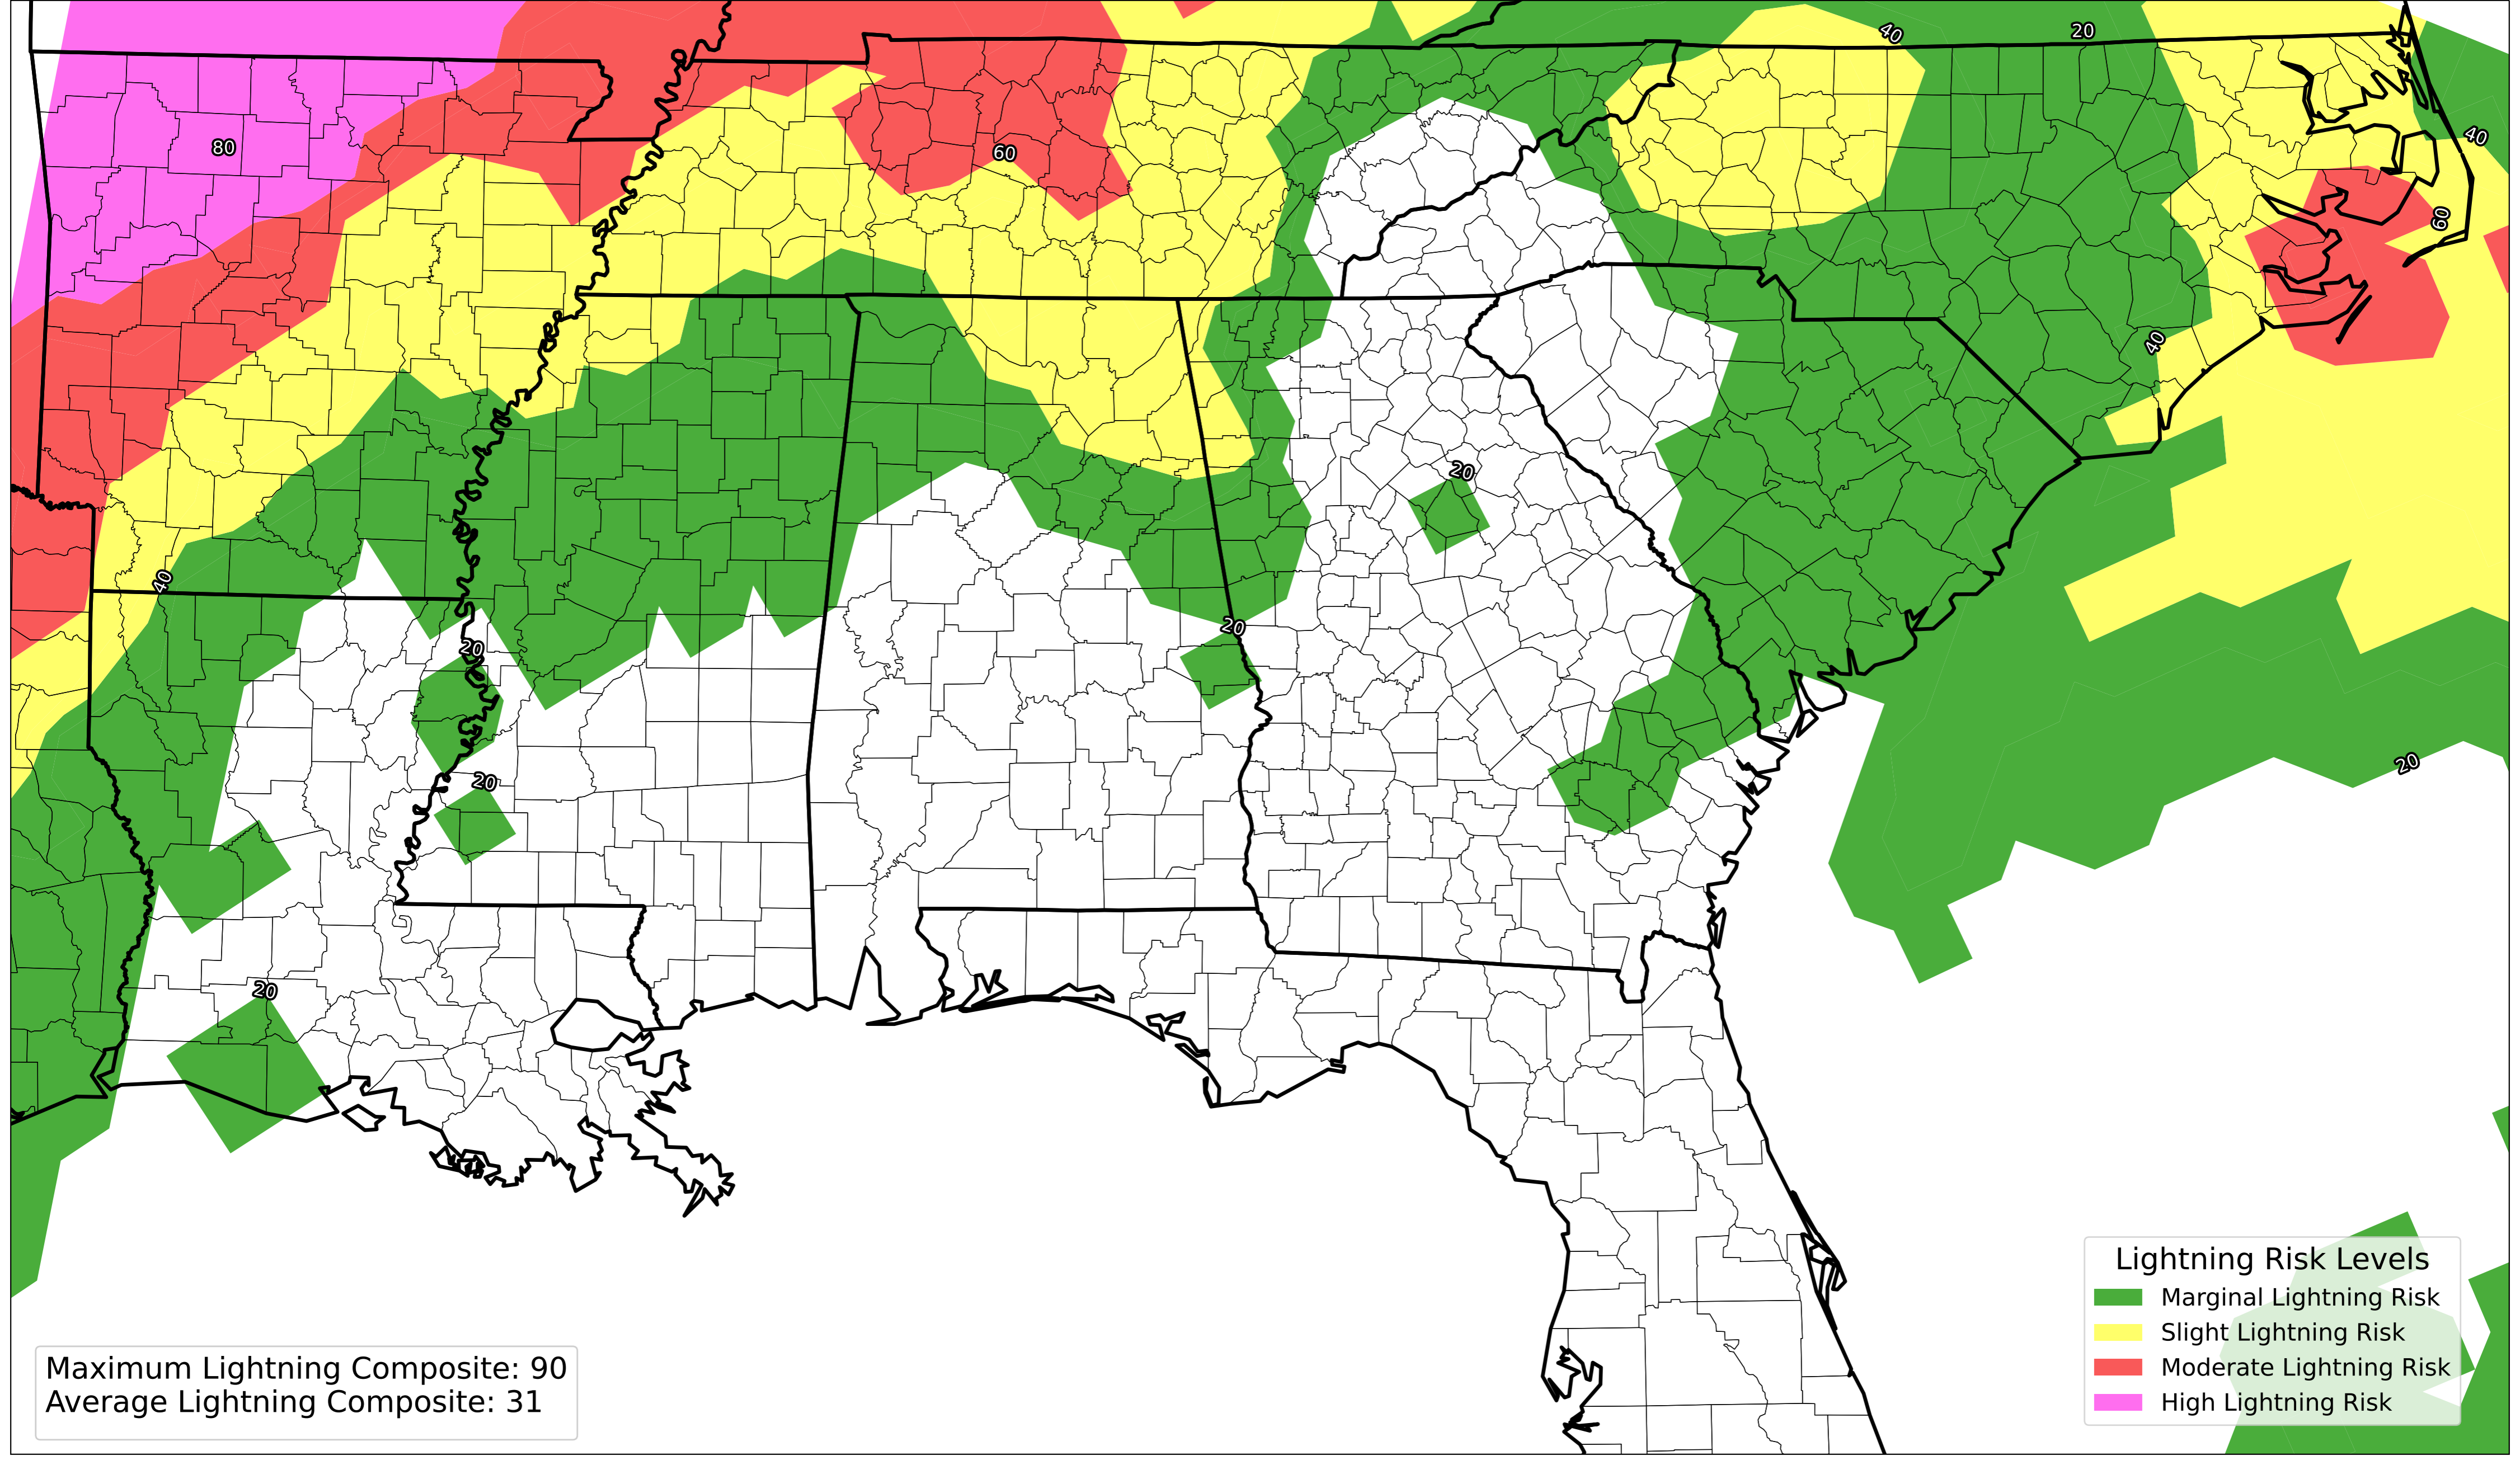 40
20
40
80
60
60
40
20
40
20
20
20
20
20
Lightning Risk Levels
Marginal Lightning Risk
Slight Lightning Risk
Moderate Lightning Risk
High Lightning Risk
Maximum Lightning Composite: 90
Average Lightning Composite: 31